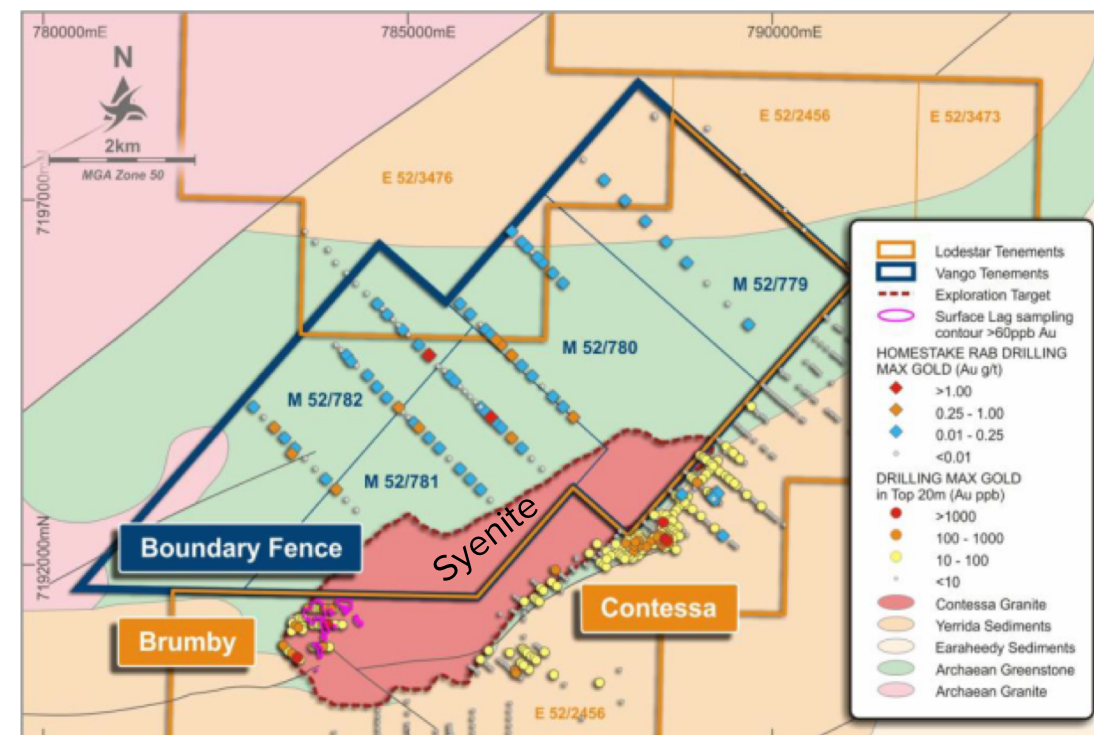 780000mE
785000mE
790000mE
N
2km
MGA Zone 50
7197000mN
7192000mN
E 52/3476
E 52/2456
E 52/3473
M 52/779
M 52/780
M 52/782
M 52/781
Syenite
Boundary Fence
Brumby
Contessa
E 52/2456
Lodestar Tenements
Vango Tenements
Exploration Target
Surface Lag sampling
contour >60ppb Au
HOMESTAKE RAB DRILLING
MAX GOLD (Au g/t)
>1.00
0.25 - 1.00
0.01 - 0.25
<0.01
DRILLING MAX GOLD
in Top 20m (Au ppb)
>1000
100 - 1000
10 - 100
<10
Contessa Granite
Yerrida Sediments
Earaheedy Sediments
Archaean Greenstone
Archaean Granite